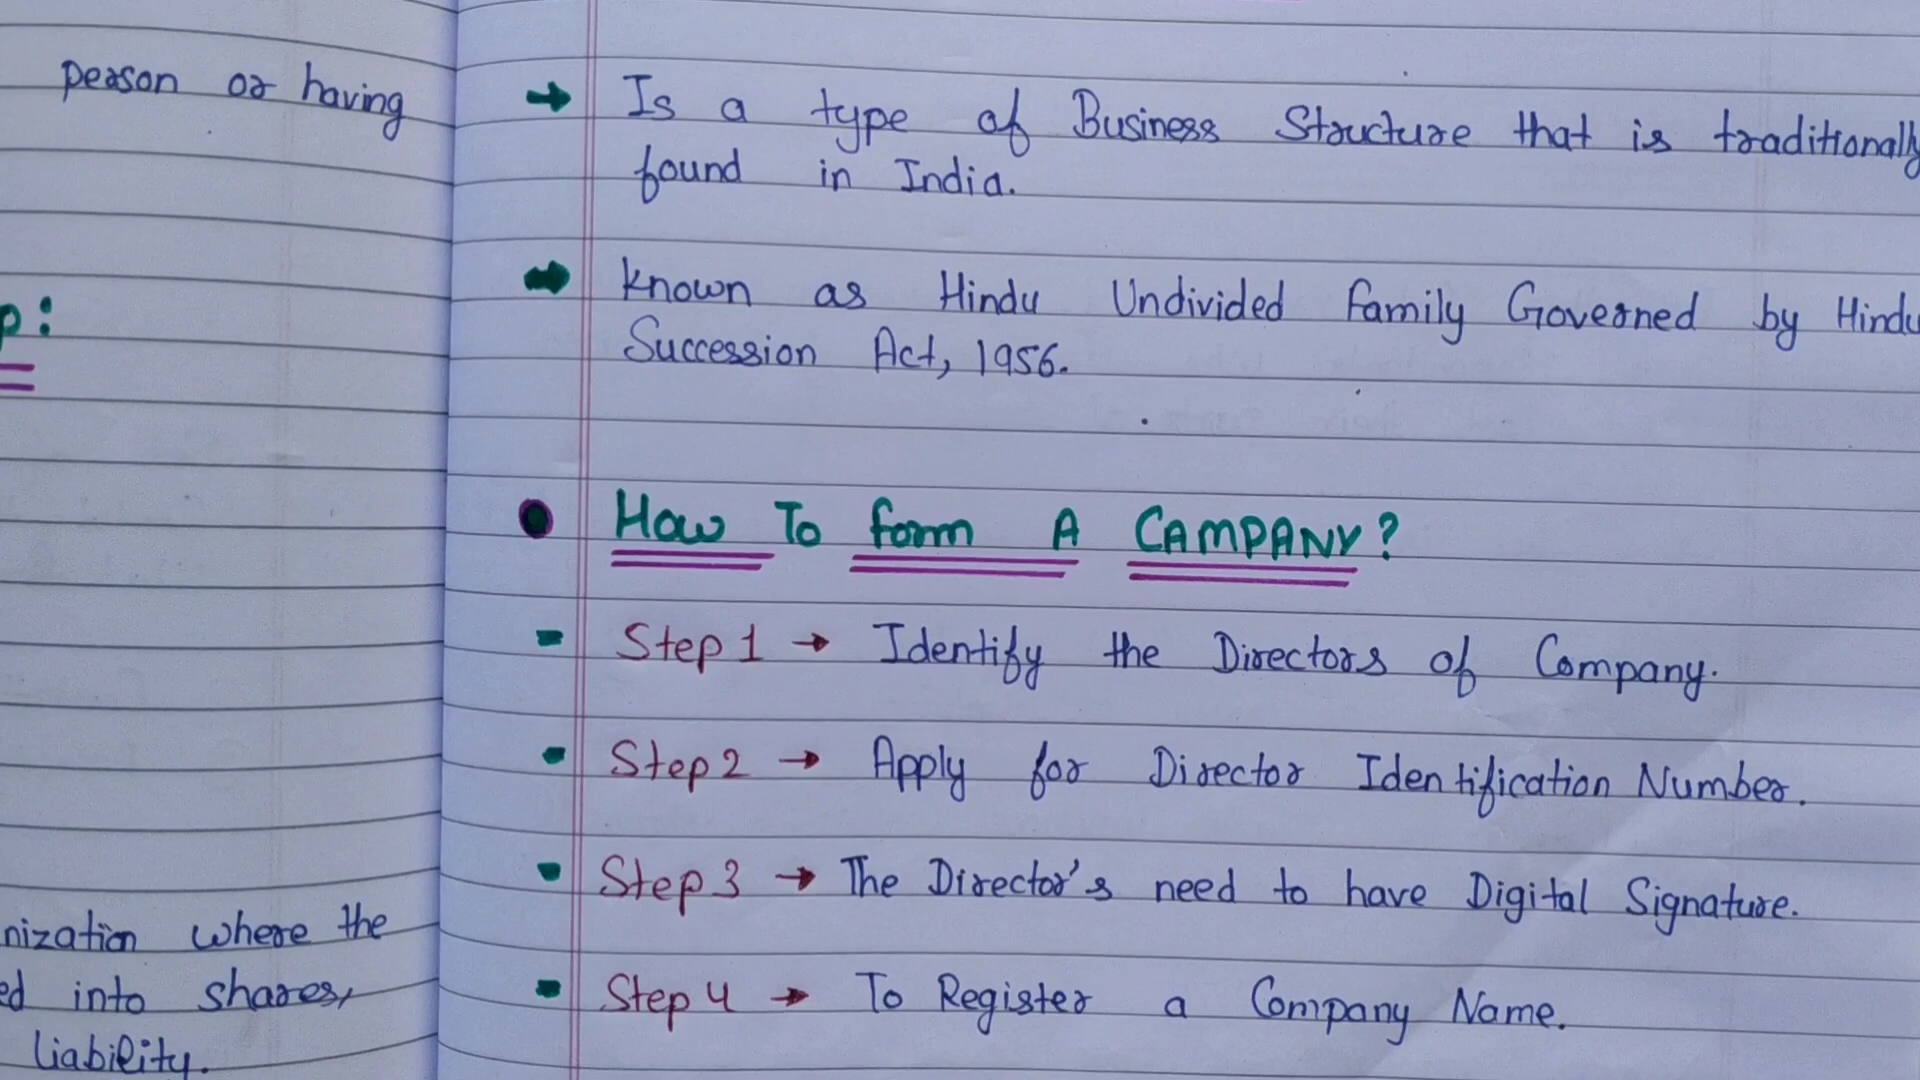 person or having
p:
nization where the
ed into shares,
liability.
→ Is a type of Business Structure that is traditionally
found in India.
→ Known as Hindu Undivided Family Governed by Hindu
Succession Act, 1956.
• How To form A CAMPANY?
- Step 1 → Identify the Directors of Company.
• Step 2 → Apply for Director Identification Number.
- Step 3 → The Director's need to have Digital Signature.
- Step 4 → To Register a Company Name.